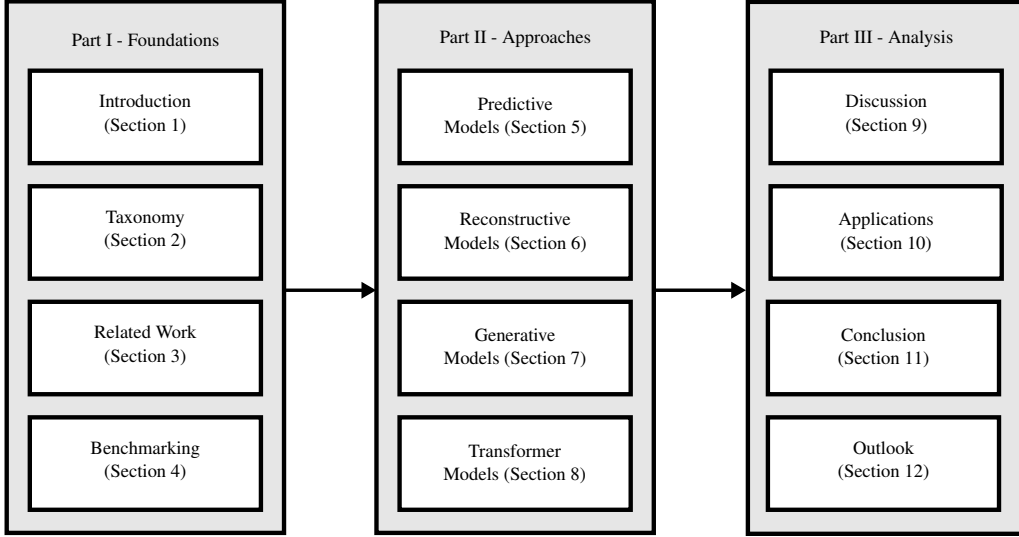 Part I - Foundations
Introduction
(Section 1)
Taxonomy
(Section 2)
Related Work
(Section 3)
Benchmarking
(Section 4)
Part II - Approaches
Predictive
Models (Section 5)
Reconstructive
Models (Section 6)
Generative
Models (Section 7)
Transformer
Models (Section 8)
Part III - Analysis
Discussion
(Section 9)
Applications
(Section 10)
Conclusion
(Section 11)
Outlook
(Section 12)